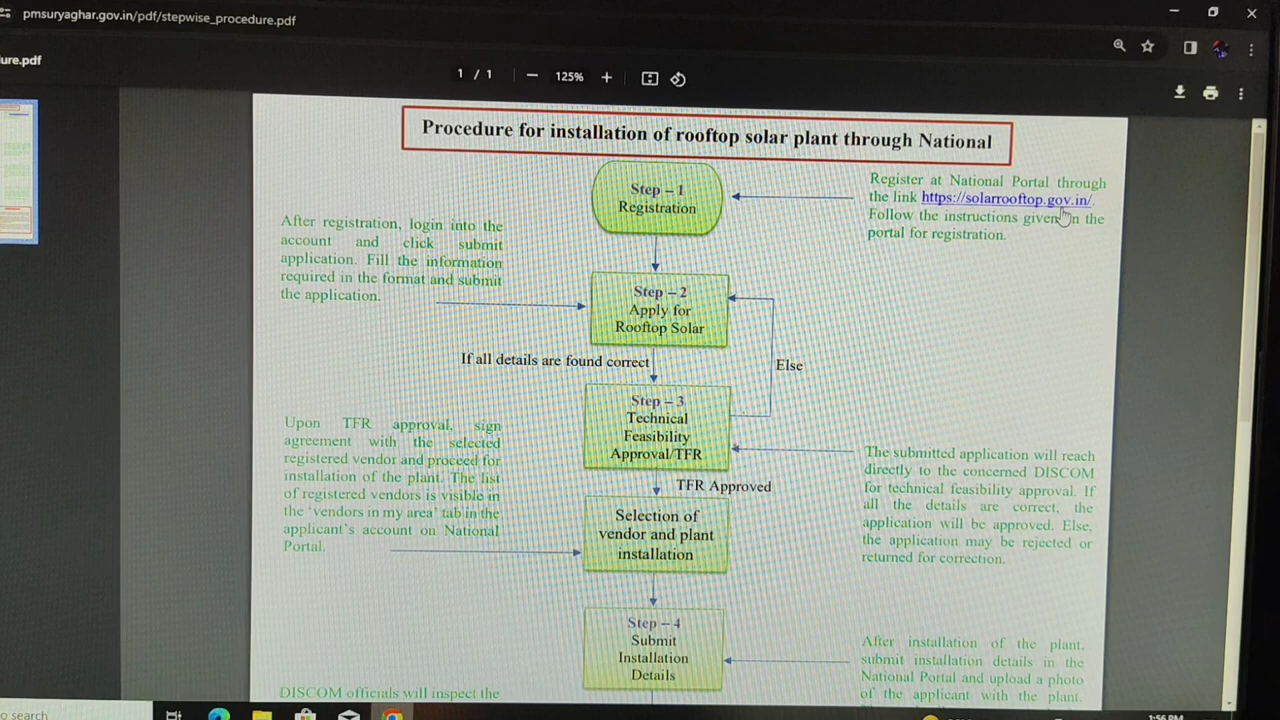 pmsuryaghar.gov.in/pdf/stepwise_procedure.pdf
ure.pdf
1 / 1
125%
Procedure for installation of rooftop solar plant through National
Step – 1
Registration
Register at National Portal through
the link https://solarrooftop.gov.in/.
Follow the instructions given in the
portal for registration.
After registration, login into the
account and click submit
application. Fill the information
required in the format and submit
the application.
Step – 2
Apply for
Rooftop Solar
If all details are found correct
Else
Step – 3
Technical
Feasibility
Approval/TFR
Upon TFR approval, sign
agreement with the selected
registered vendor and proceed for
installation of the plant. The list
of registered vendors is visible in
the ‘vendors in my area’ tab in the
applicant’s account on National
Portal.
The submitted application will reach
directly to the concerned DISCOM
for technical feasibility approval. If
all the details are correct, the
application will be approved. Else,
the application may be rejected or
returned for correction.
TFR Approved
Selection of
vendor and plant
installation
Step – 4
Submit
Installation
Details
After installation of the plant,
submit installation details in the
National Portal and upload a photo
of the applicant with the plant.
DISCOM officials will inspect the
o search
1:56 PM